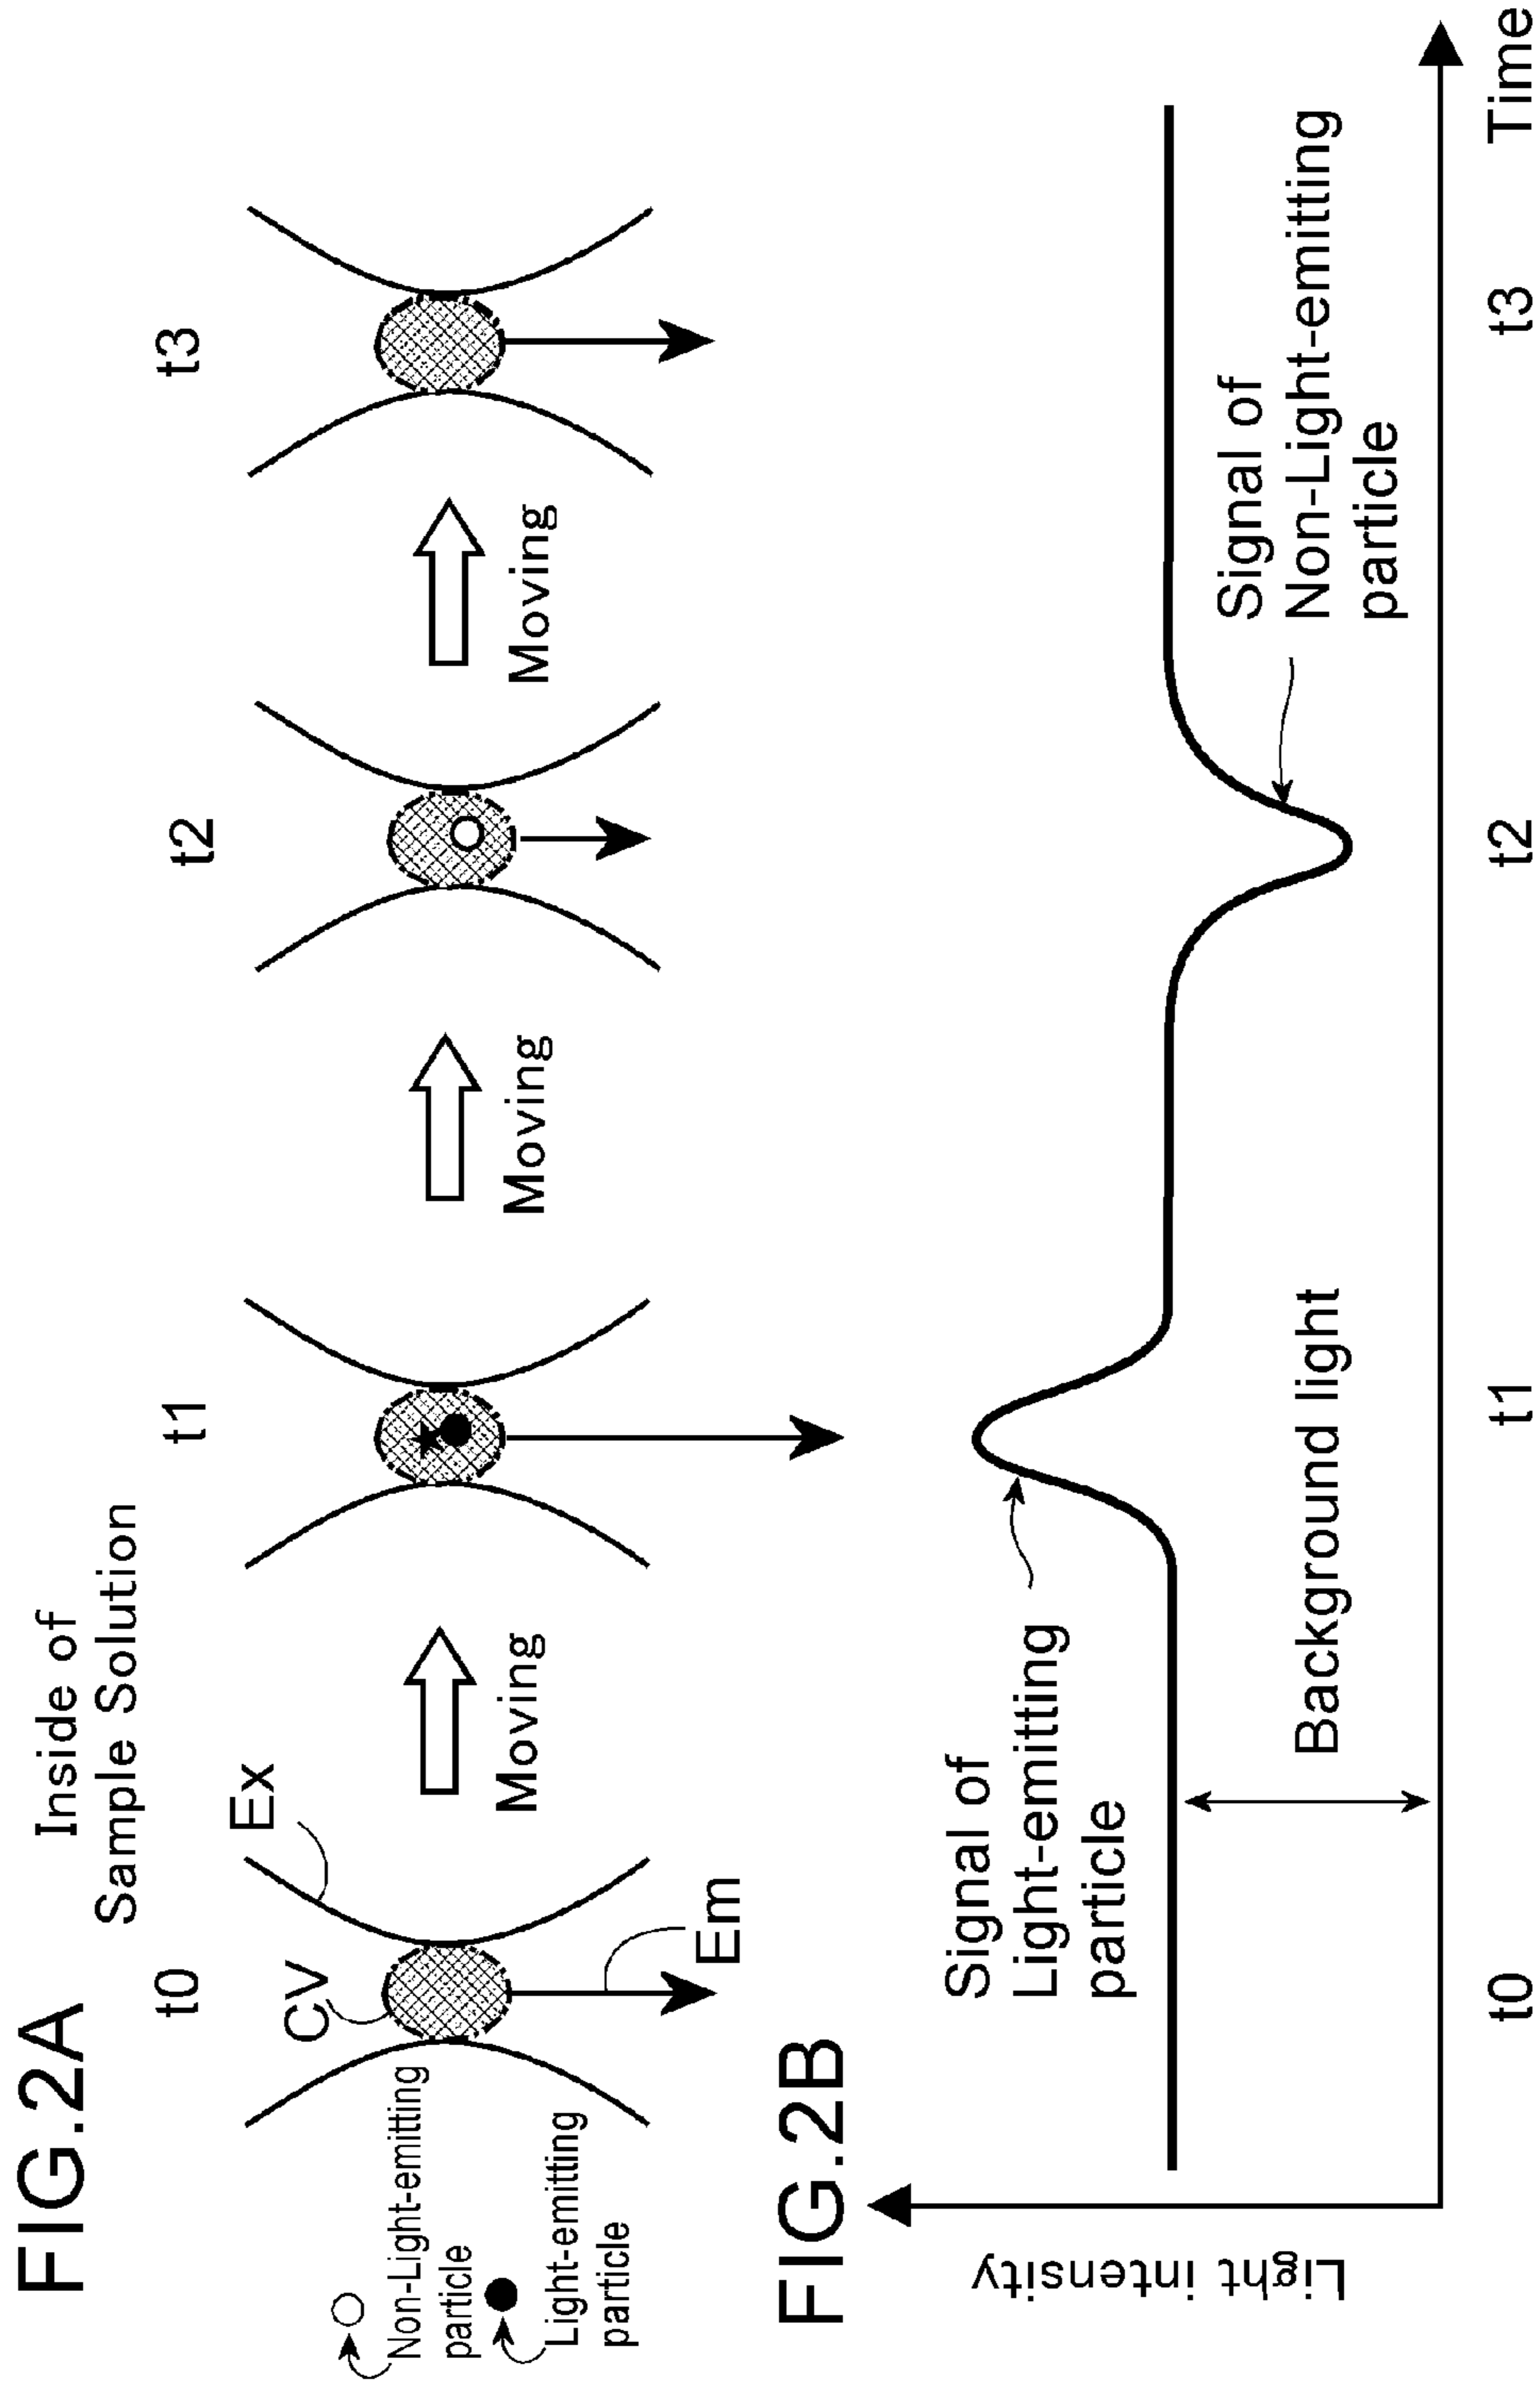 FIG.2A
Inside of
Sample Solution
t0
t1
t2
t3
CV
Ex
Em
Moving
Moving
Moving
Non-Light-emitting
particle
Light-emitting
particle
FIG.2B
Light intensity
Signal of
Light-emitting
particle
Background light
Signal of
Non-Light-emitting
particle
t0
t1
t2
t3
Time